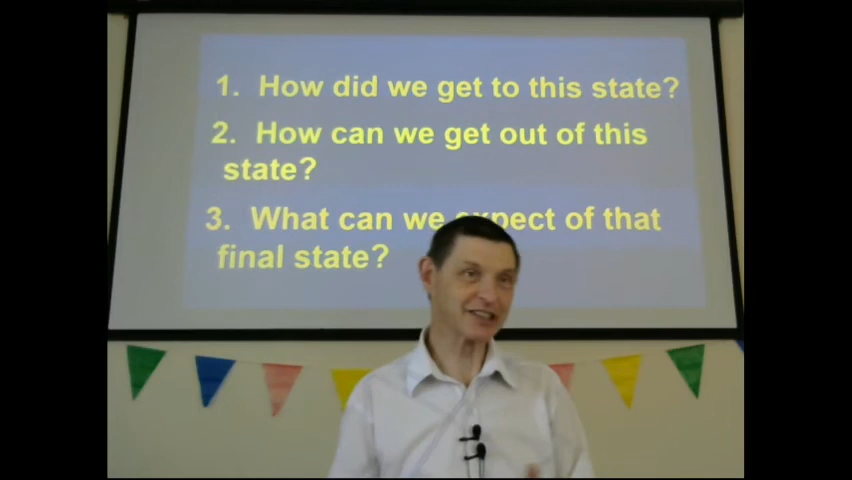 1. How did we get to this state?
2. How can we get out of this
state?
3. What can we expect of that
final state?